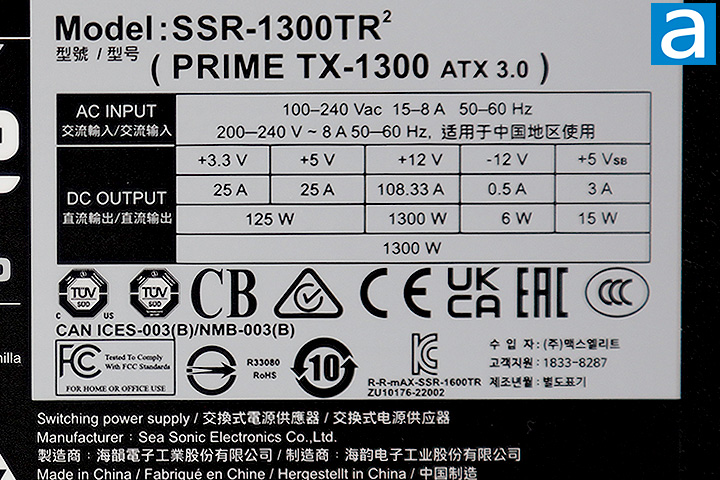 a
Model:SSR-1300TR²
型號 / 型号
( PRIME TX-1300 ATX 3.0 )
AC INPUT
交流輸入/交流输入
100–240 Vac 15–8 A 50–60 Hz
200–240 V ~ 8 A 50–60 Hz, 适用于中国地区使用
DC OUTPUT
直流輸出/直流输出
+3.3 V +5 V +12 V -12 V +5 VSB
25 A 25 A 108.33 A 0.5 A 3 A
125 W 1300 W 6 W 15 W
1300 W
TÜV SÜD C US TÜV SÜD CB CE UK CA EAC CCC
CAN ICES-003(B)/NMB-003(B)
FC Tested To Comply
With FCC Standards
FOR HOME OR OFFICE USE
R33080
RoHS
10
R-R-mAX-SSR-1600TR
ZU10176-22002
수 입 자 : (주)맥스엘리트
고객지원 : 1833-8287
제조년월 : 별도표기
nilla
Switching power supply / 交換式電源供應器 / 交换式电源供应器
Manufacturer : Sea Sonic Electronics Co.,Ltd.
製造商 : 海韻電子工業股份有限公司 / 制造商 : 海韵电子工业股份有限公司
Made in China / Fabriqué en Chine / Hergestellt in China / 中国制造